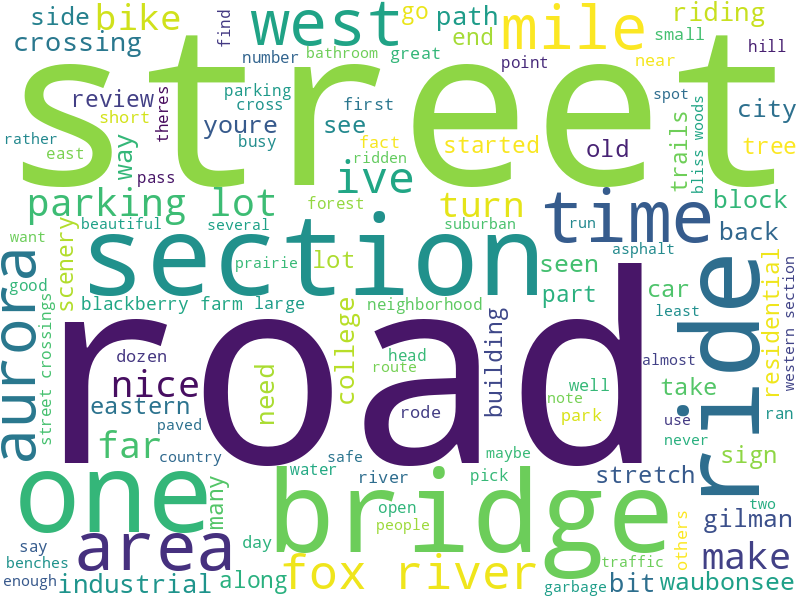 side
bike
find
west
go
path
mile
riding
crossing
number
bathroom
great
end
point
small
near
hill
street
review
theres
short
parking
cross
first
youre
see
busy
fact
started
old
spot
city
tree
trails
bliss woods
rather
east
way
pass
ridden
ive
parking lot
forest
turn
time
block
beautiful
several
suburban
run
back
want
scenery
section
asphalt
aurora
good
prairie
lot
seen
part
car
ride
residential
western section
least
blackberry farm
large
neighborhood
college
building
road
street crossings
dozen
nice
head
route
almost
need
well
take
note
park
use
ran
eastern
rode
paved
far
country
safe
maybe
never
sign
one
many
water
river
pick
stretch
bridge
open
people
two
gilman
area
day
traffic
others
make
say
benches
enough
industrial
along
fox river
garbage
bit
waubonsee